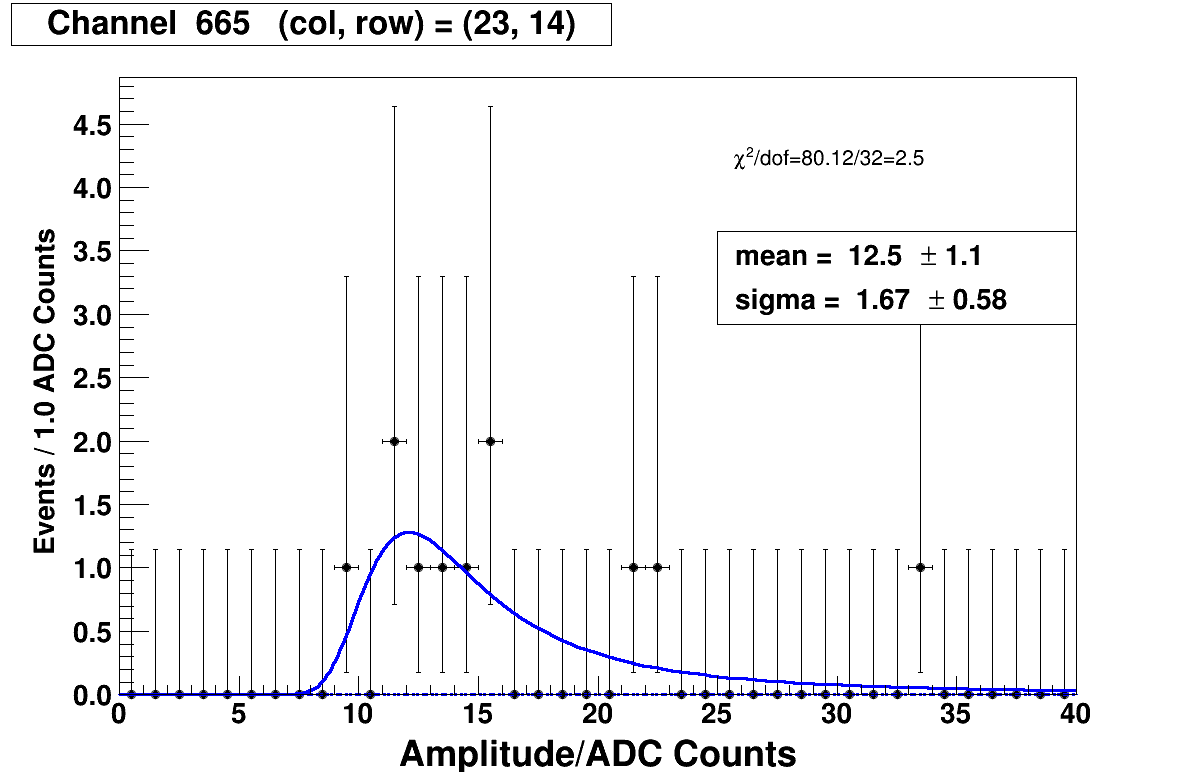 Channel 665 (col, row) = (23, 14)
χ²/dof=80.12/32=2.5
mean = 12.5 ± 1.1
sigma = 1.67 ± 0.58
Events / 1.0 ADC Counts
4.5
4.0
3.5
3.0
2.5
2.0
1.5
1.0
0.5
0.0
0 5 10 15 20 25 30 35 40
Amplitude/ADC Counts